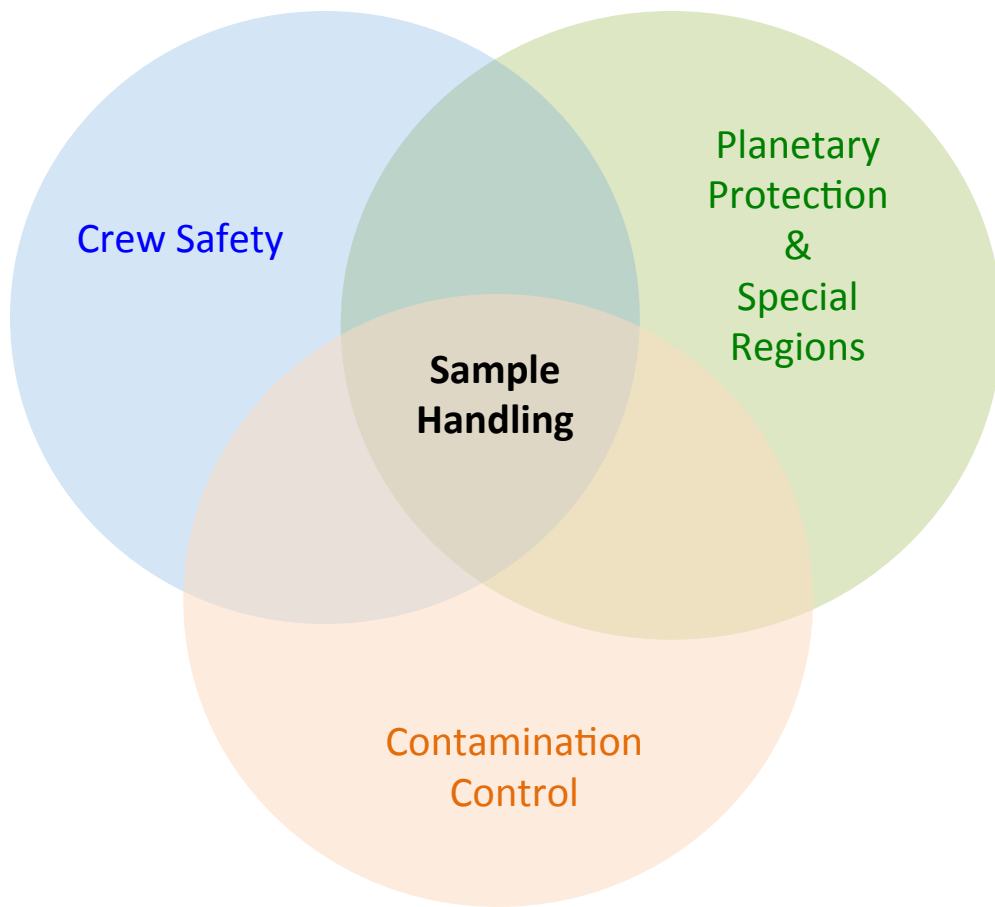 Planetary
Protection
&
Special
Regions
Crew Safety
Sample
Handling
Contamination
Control